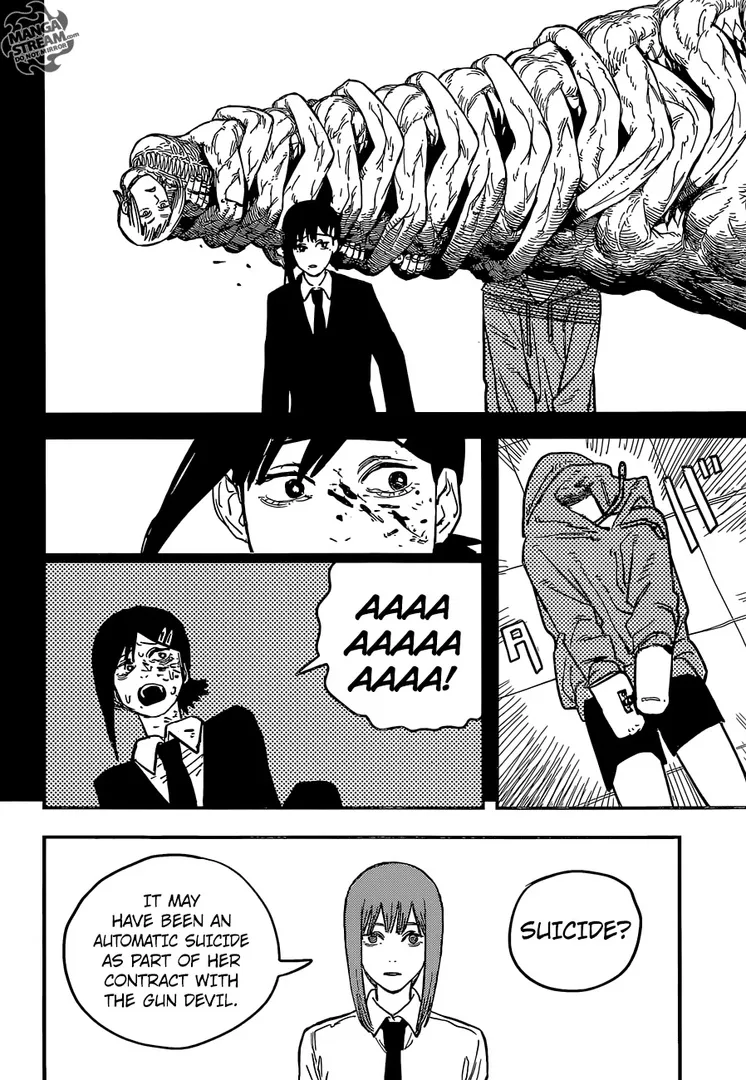 MANGA
STREAM.COM
DO NOT MIRROR
AAAA
AAAAA
AAAA!
SUICIDE?
IT MAY
HAVE BEEN AN
AUTOMATIC SUICIDE
AS PART OF HER
CONTRACT WITH
THE GUN DEVIL.